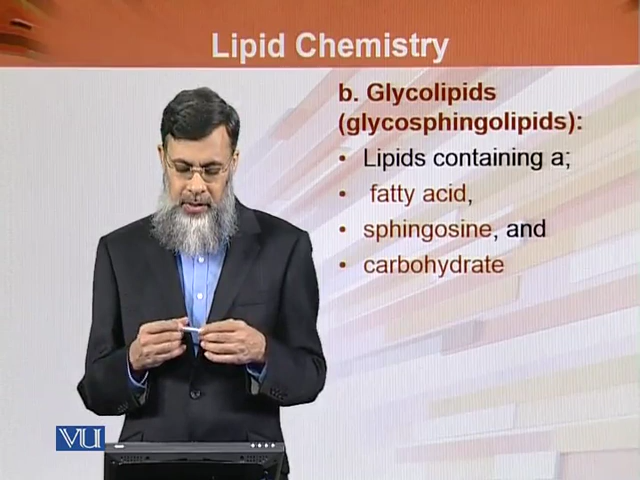 Lipid Chemistry
b. Glycolipids
(glycosphingolipids):
• Lipids containing a;
• fatty acid,
• sphingosine, and
• carbohydrate
VU